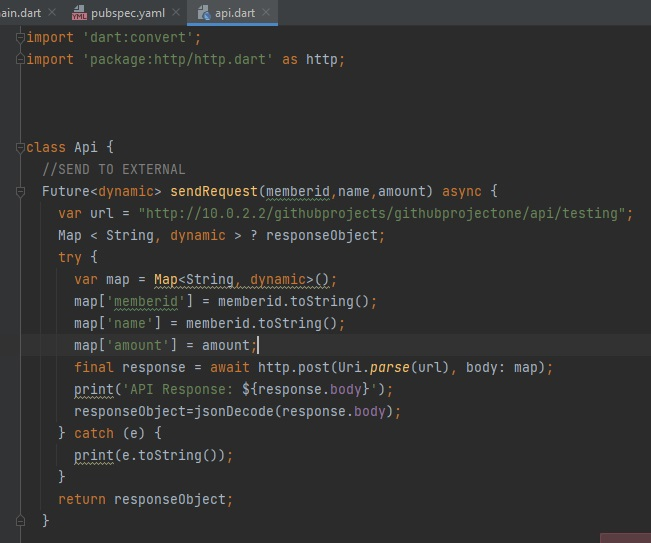 ain.dart × YML pubspec.yaml × api.dart ×
import 'dart:convert';
import 'package:http/http.dart' as http;
class Api {
//SEND TO EXTERNAL
Future<dynamic> sendRequest(memberid,name,amount) async {
var url = "http://10.0.2.2/githubprojects/githubprojectone/api/testing";
Map < String, dynamic > ? responseObject;
try {
var map = Map<String, dynamic>();
map['memberid'] = memberid.toString();
map['name'] = memberid.toString();
map['amount'] = amount;
final response = await http.post(Uri.parse(url), body: map);
print('API Response: ${response.body}');
responseObject=jsonDecode(response.body);
} catch (e) {
print(e.toString());
}
return responseObject;
}